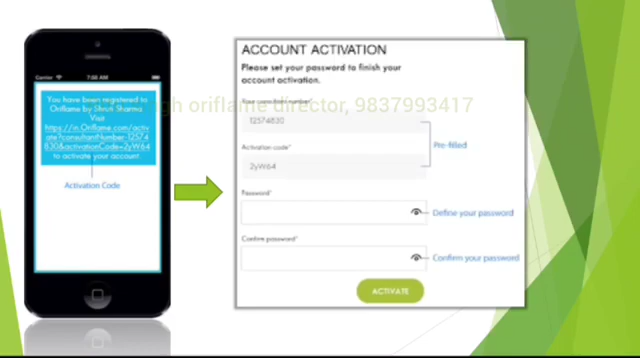 Carrier
7:00 AM
You have been registered to
Oriflame by Shruti Sharma
Visit
https://in.Oriflame.com/activ
ate?consultantNumber=12574
830&activationCode=2yW64
to activate your account.
Activation Code
gh oriflame director, 9837993417
ACCOUNT ACTIVATION
Please set your password to finish your
account activation.
consultant number*
12574830
Activation code*
2yW64
Pre-filled
Password*
Define your password
Confirm password*
Confirm your password
ACTIVATE